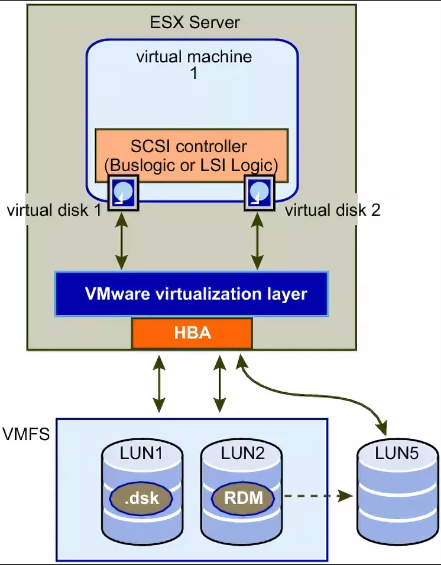 ESX Server
virtual machine
1
SCSI controller
(Buslogic or LSI Logic)
virtual disk 1
virtual disk 2
VMware virtualization layer
HBA
VMFS
LUN1
LUN2
LUN5
.dsk
RDM